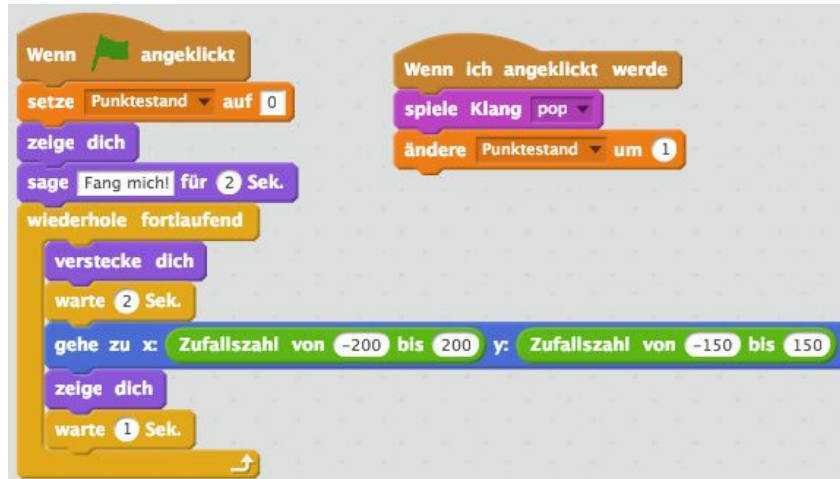 Wenn angeklickt
setze Punktestand auf 0
zeige dich
sage Fang mich! für 2 Sek.
wiederhole fortlaufend
verstecke dich
warte 2 Sek.
gehe zu x: Zufallszahl von -200 bis 200 y: Zufallszahl von -150 bis 150
zeige dich
warte 1 Sek.
Wenn ich angeklickt werde
spiele Klang pop
ändere Punktestand um 1